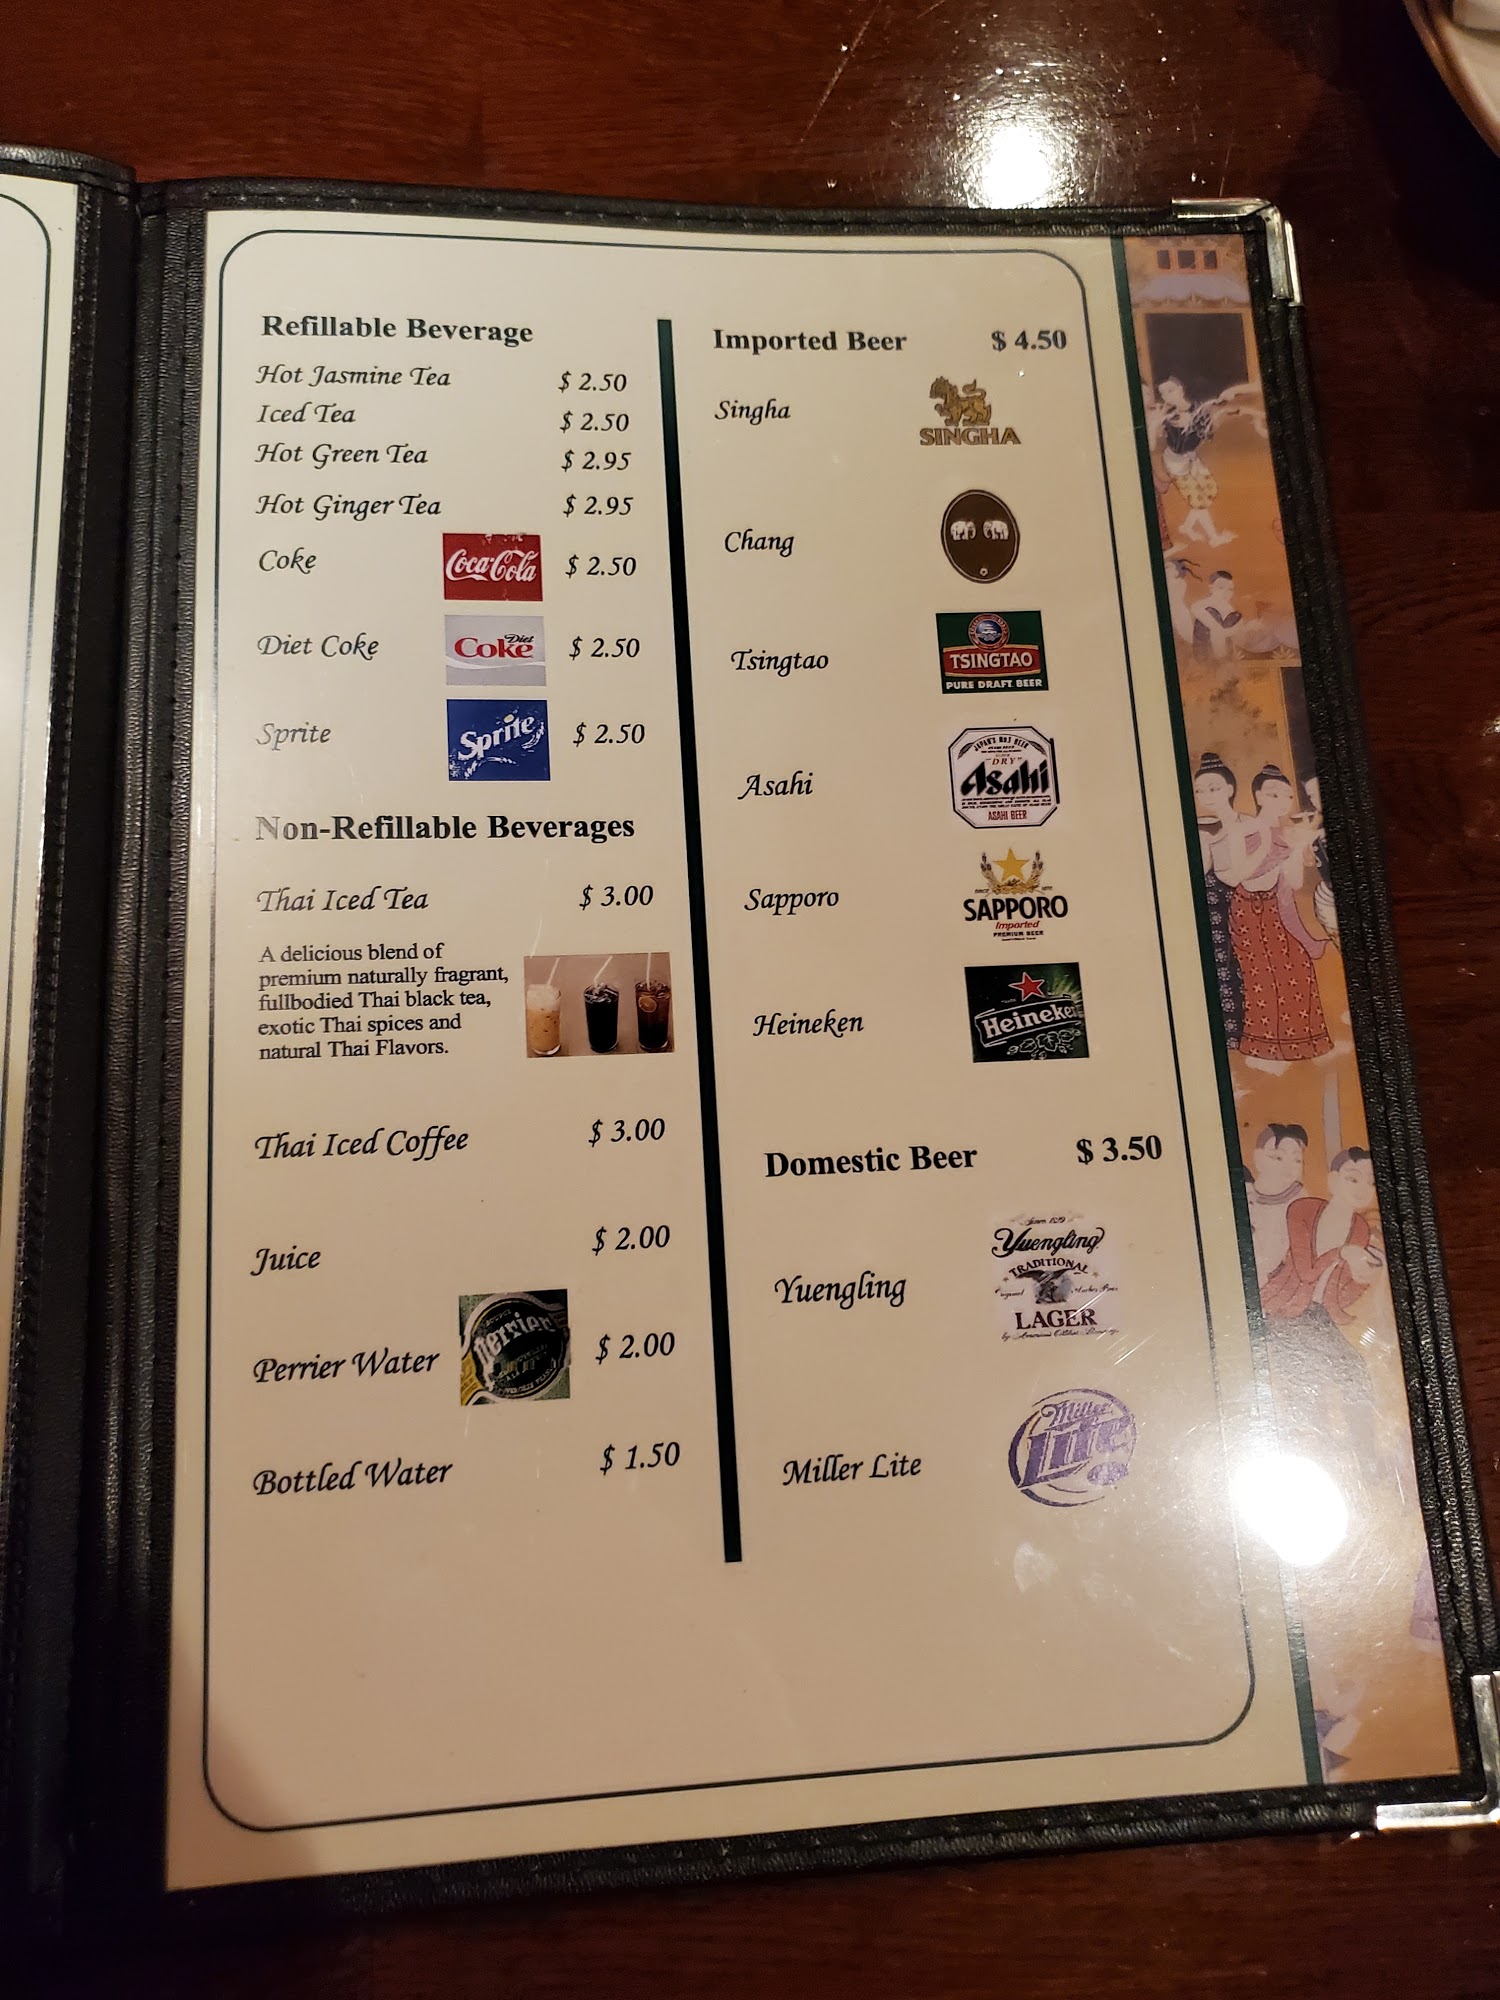 Refillable Beverage
Hot Jasmine Tea $ 2.50
Iced Tea $ 2.50
Hot Green Tea $ 2.95
Hot Ginger Tea $ 2.95
Coke Coca-Cola $ 2.50
Diet Coke Diet Coke $ 2.50
Sprite Sprite $ 2.50
Non-Refillable Beverages
Thai Iced Tea $ 3.00
A delicious blend of
premium naturally fragrant,
fullbodied Thai black tea,
exotic Thai spices and
natural Thai Flavors.
Thai Iced Coffee $ 3.00
Juice $ 2.00
Perrier Water Perrier $ 2.00
Bottled Water $ 1.50
Imported Beer $ 4.50
Singha
SINGHA
Chang
Tsingtao
TSINGTAO
PURE DRAFT BEER
Asahi
JAPAN'S No.1 BEER
"DRY"
Asahi
ASAHI BEER
Sapporo
SAPPORO
Imported
PREMIUM BEER
Heineken
Heineken
Domestic Beer $ 3.50
Yuengling
Since 1829
Yuengling
TRADITIONAL
LAGER
Miller Lite
Miller
Lite